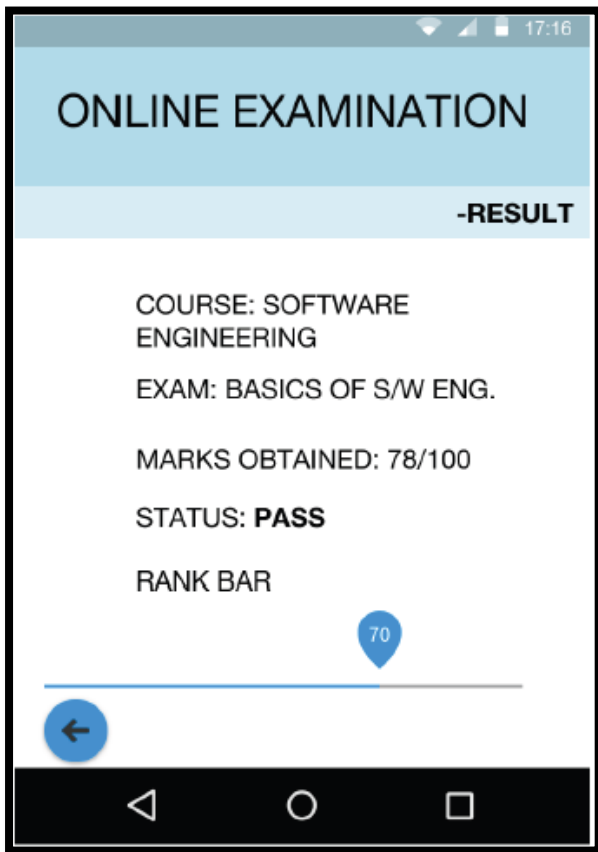 17:16
ONLINE EXAMINATION
-RESULT
COURSE: SOFTWARE
ENGINEERING
EXAM: BASICS OF S/W ENG.
MARKS OBTAINED: 78/100
STATUS: PASS
RANK BAR
70